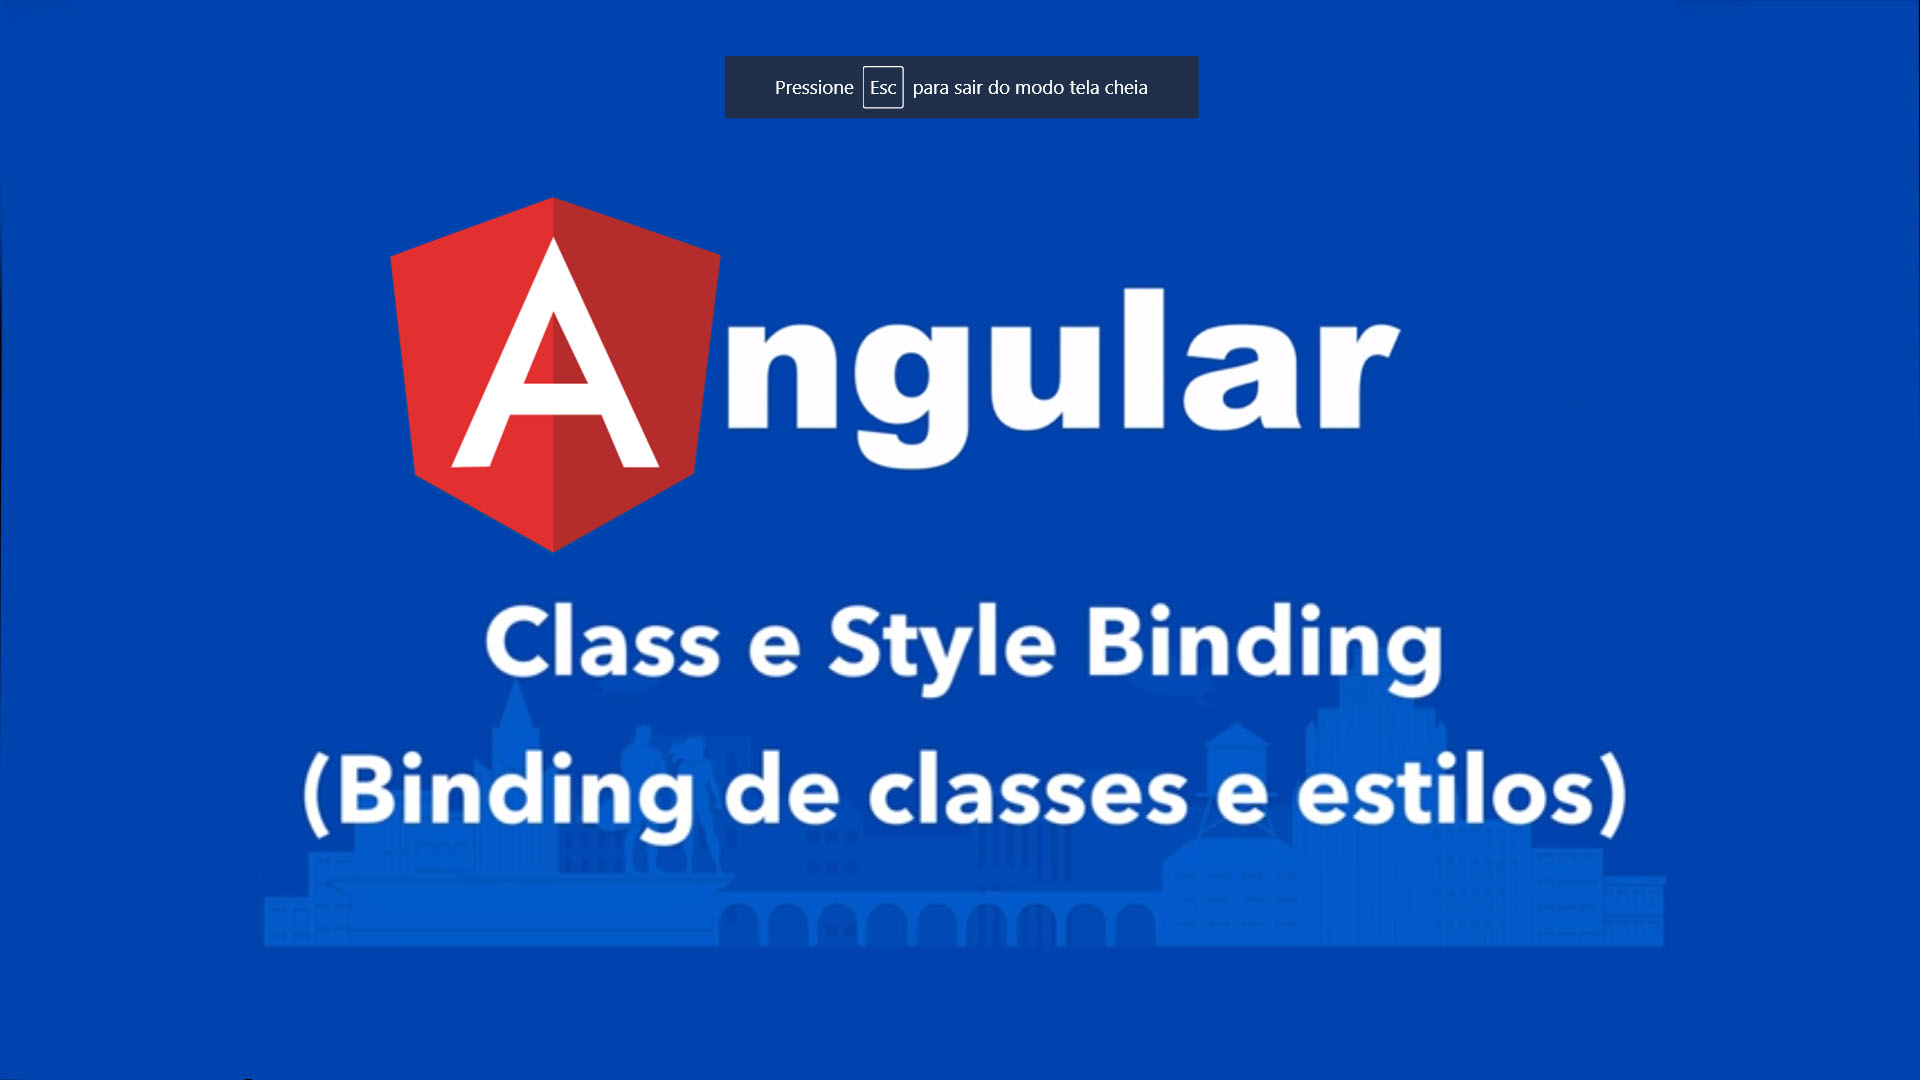 Pressione Esc para sair do modo tela cheia
Angular
Class e Style Binding
(Binding de classes e estilos)